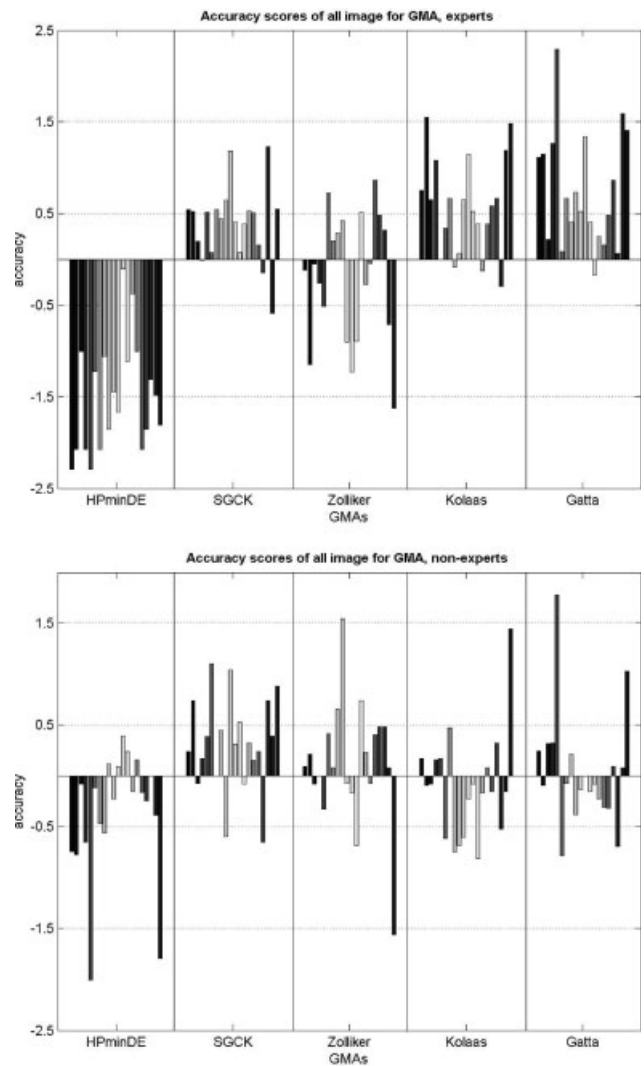 Accuracy scores of all image for GMA, experts
2.5
1.5
0.5
-0.5
-1.5
-2.5
accuracy
HPminDE SGCK Zolliker Kolaas Gatta
GMAs
Accuracy scores of all image for GMA, non-experts
1.5
0.5
-0.5
-1.5
-2.5
accuracy
HPminDE SGCK Zolliker Kolaas Gatta
GMAs